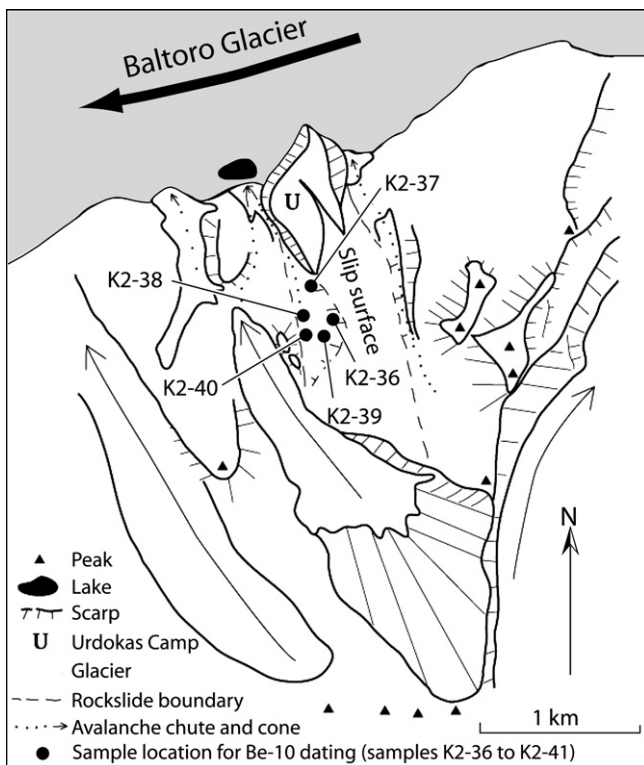 Baltoro Glacier
K2-37
U
K2-38
Slip surface
K2-36
K2-40
K2-39
N
Peak
Lake
Scarp
U Urdokas Camp
Glacier
Rockslide boundary
Avalanche chute and cone
1 km
Sample location for Be-10 dating (samples K2-36 to K2-41)